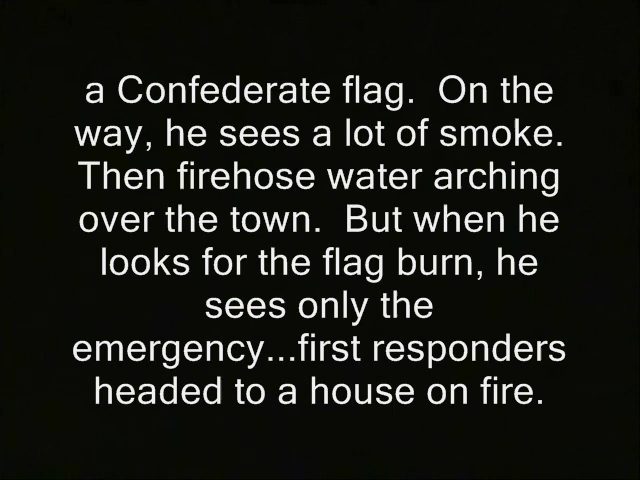 a Confederate flag.  On the
way, he sees a lot of smoke.
Then firehose water arching
over the town.  But when he
looks for the flag burn, he
sees only the
emergency...first responders
headed to a house on fire.